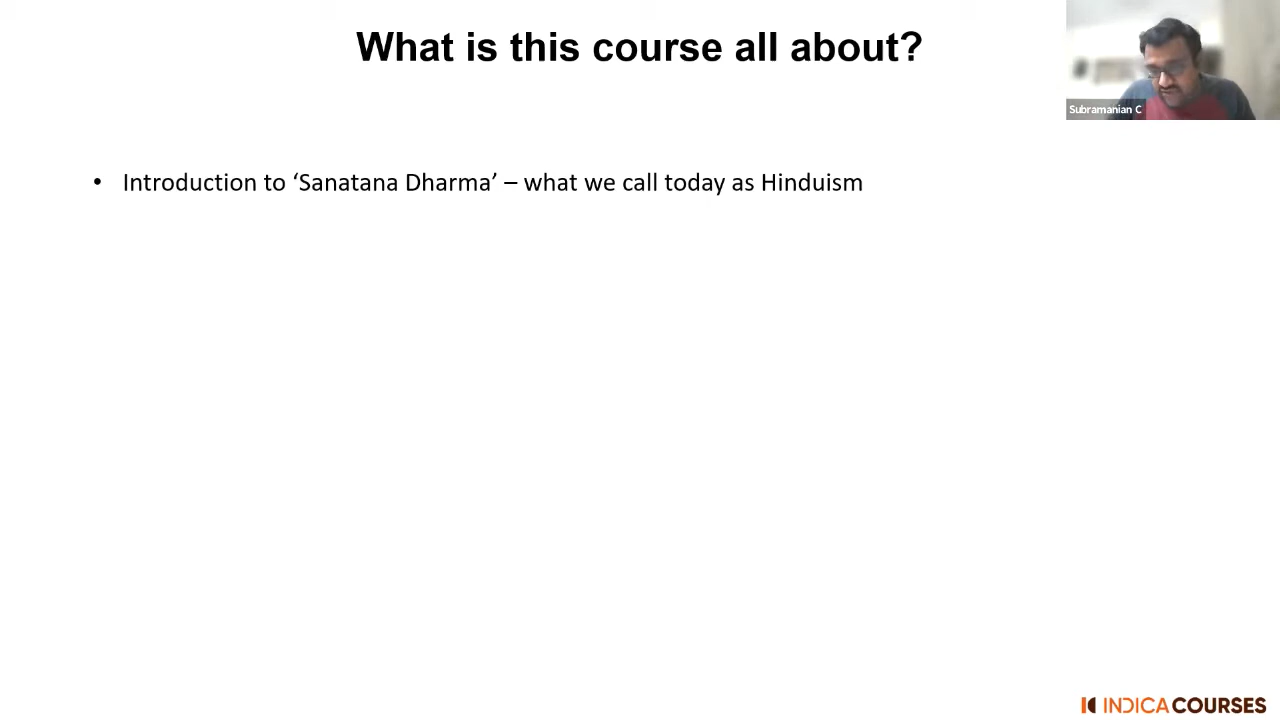 What is this course all about?
Subramanian C
• Introduction to ‘Sanatana Dharma’ – what we call today as Hinduism
INDICA COURSES